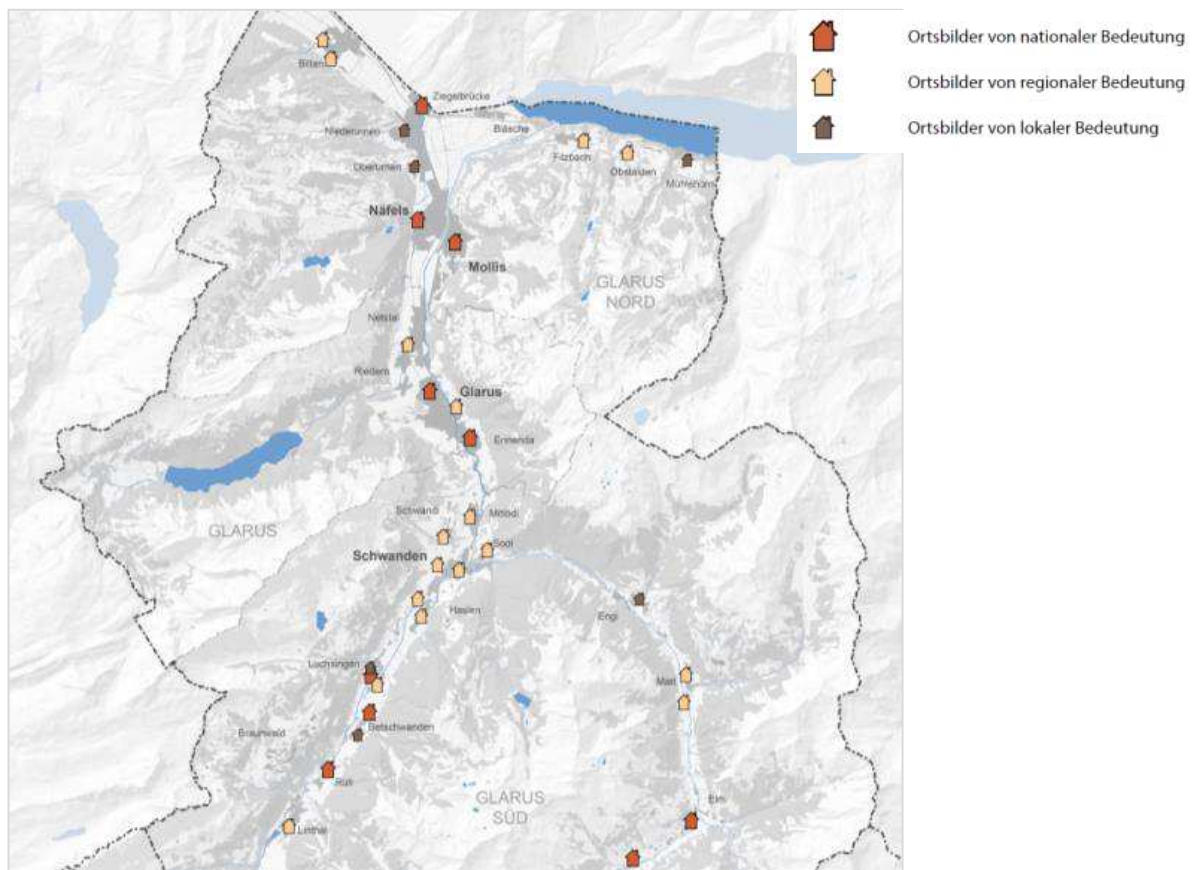 Ortsbilder von nationaler Bedeutung
Ortsbilder von regionaler Bedeutung
Ortsbilder von lokaler Bedeutung
Bilten
Ziegelbrücke
Niederurnen
Bläsche
Oberurnen
Filzbach
Obstalden
Mühlehorn
Näfels
Mollis
GLARUS
NORD
Netstal
Riedern
Glarus
Ennenda
Schwändi
Mitlödi
GLARUS
Sool
Schwanden
Haslen
Engi
Luchsingen
Matt
Betschwanden
Braunwald
Rüti
GLARUS
SÜD
Elm
Linthal